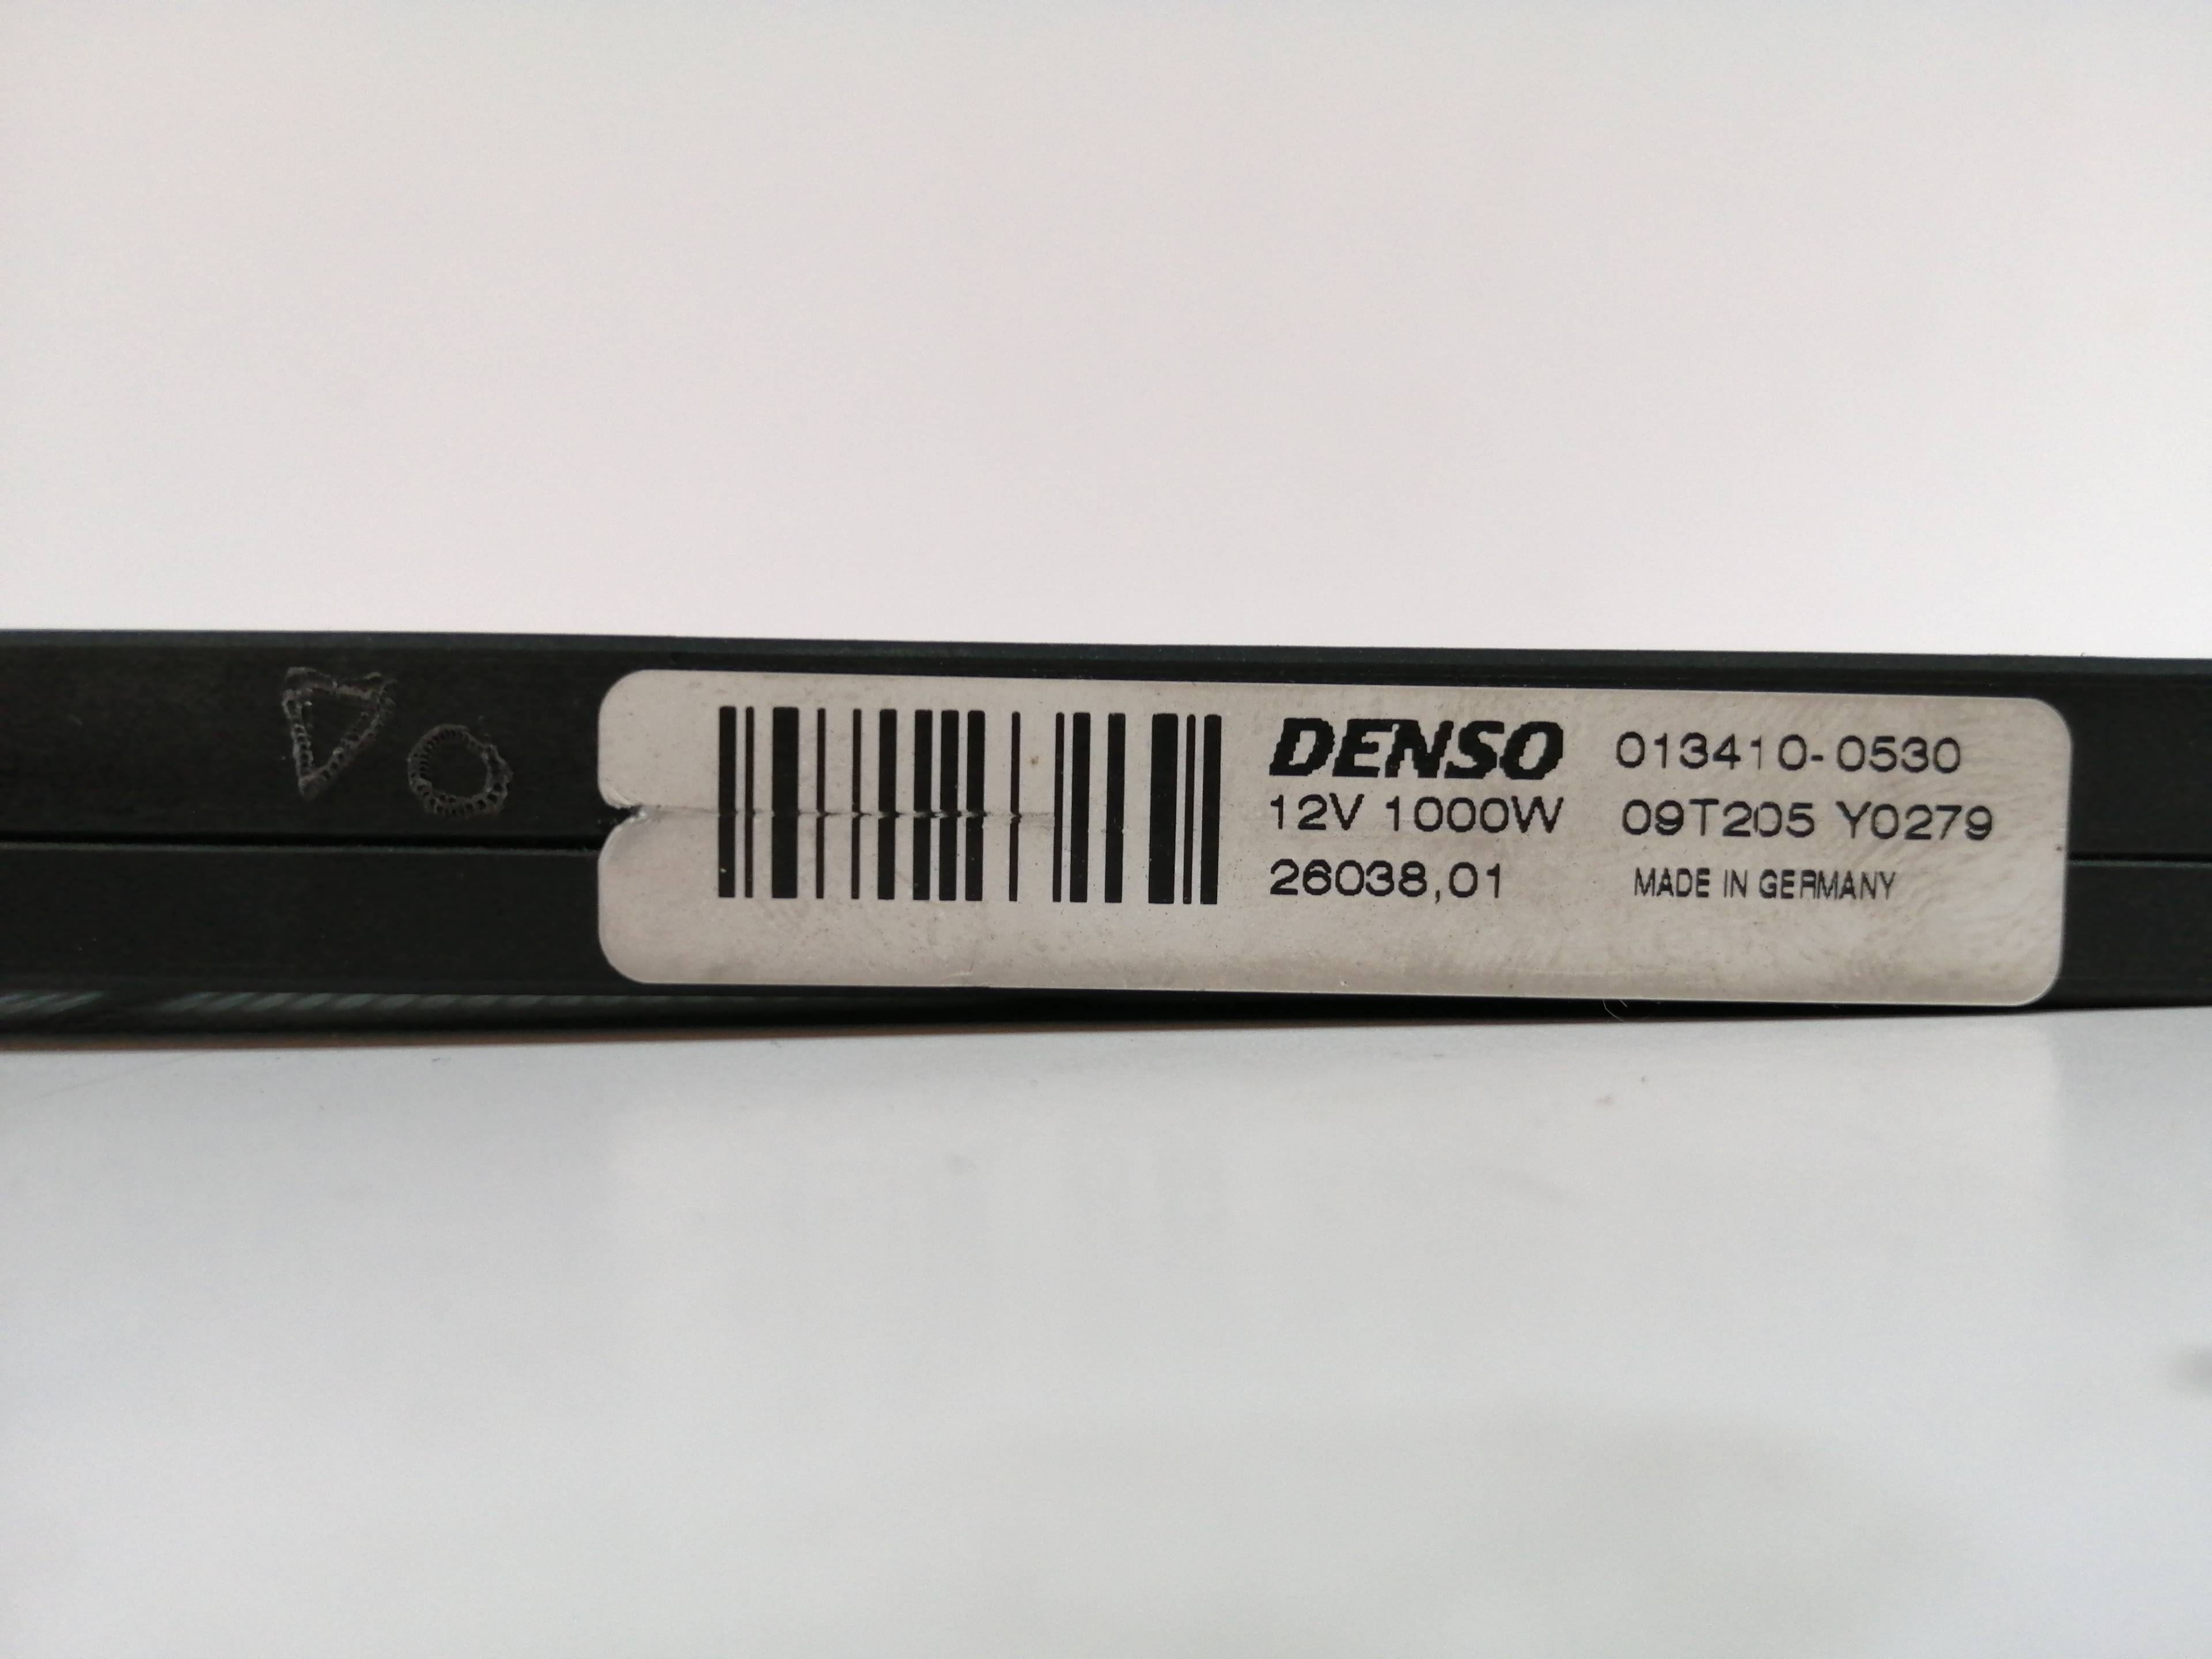 DENSO 013410-0530
12V 1000W 09T205 Y0279
26038,01 MADE IN GERMANY